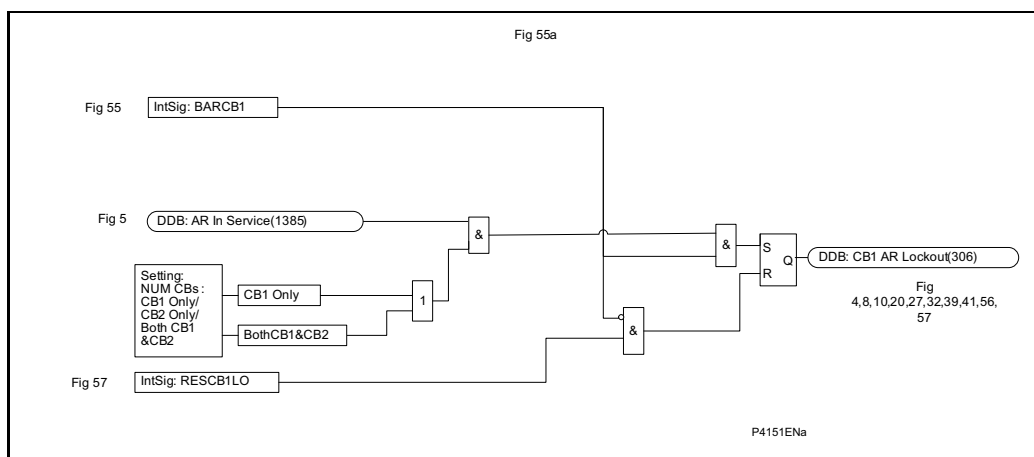 Fig 55a
Fig 55
IntSig: BARCB1
Fig 5
DDB: AR In Service(1385)
&
&
S
Q
R
DDB: CB1 AR Lockout(306)
Fig
4,8,10,20,27,32,39,41,56,
57
Setting:
NUM CBs :
CB1 Only/
CB2 Only/
Both CB1
&CB2
CB1 Only
1
BothCB1&CB2
&
Fig 57
IntSig: RESCB1LO
P4151ENa